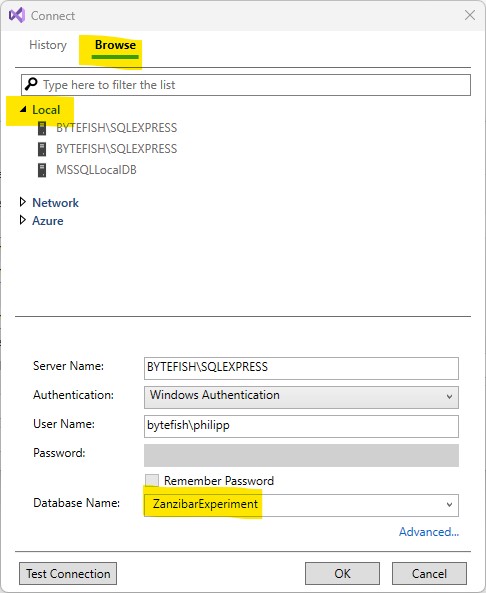 Connect
History Browse
Type here to filter the list
Local
BYTEFISH\SQLEXPRESS
BYTEFISH\SQLEXPRESS
MSSQLLocalDB
Network
Azure
Server Name: BYTEFISH\SQLEXPRESS
Authentication: Windows Authentication
User Name: bytefish\philipp
Password:
Remember Password
Database Name: ZanzibarExperiment
Advanced...
Test Connection OK Cancel